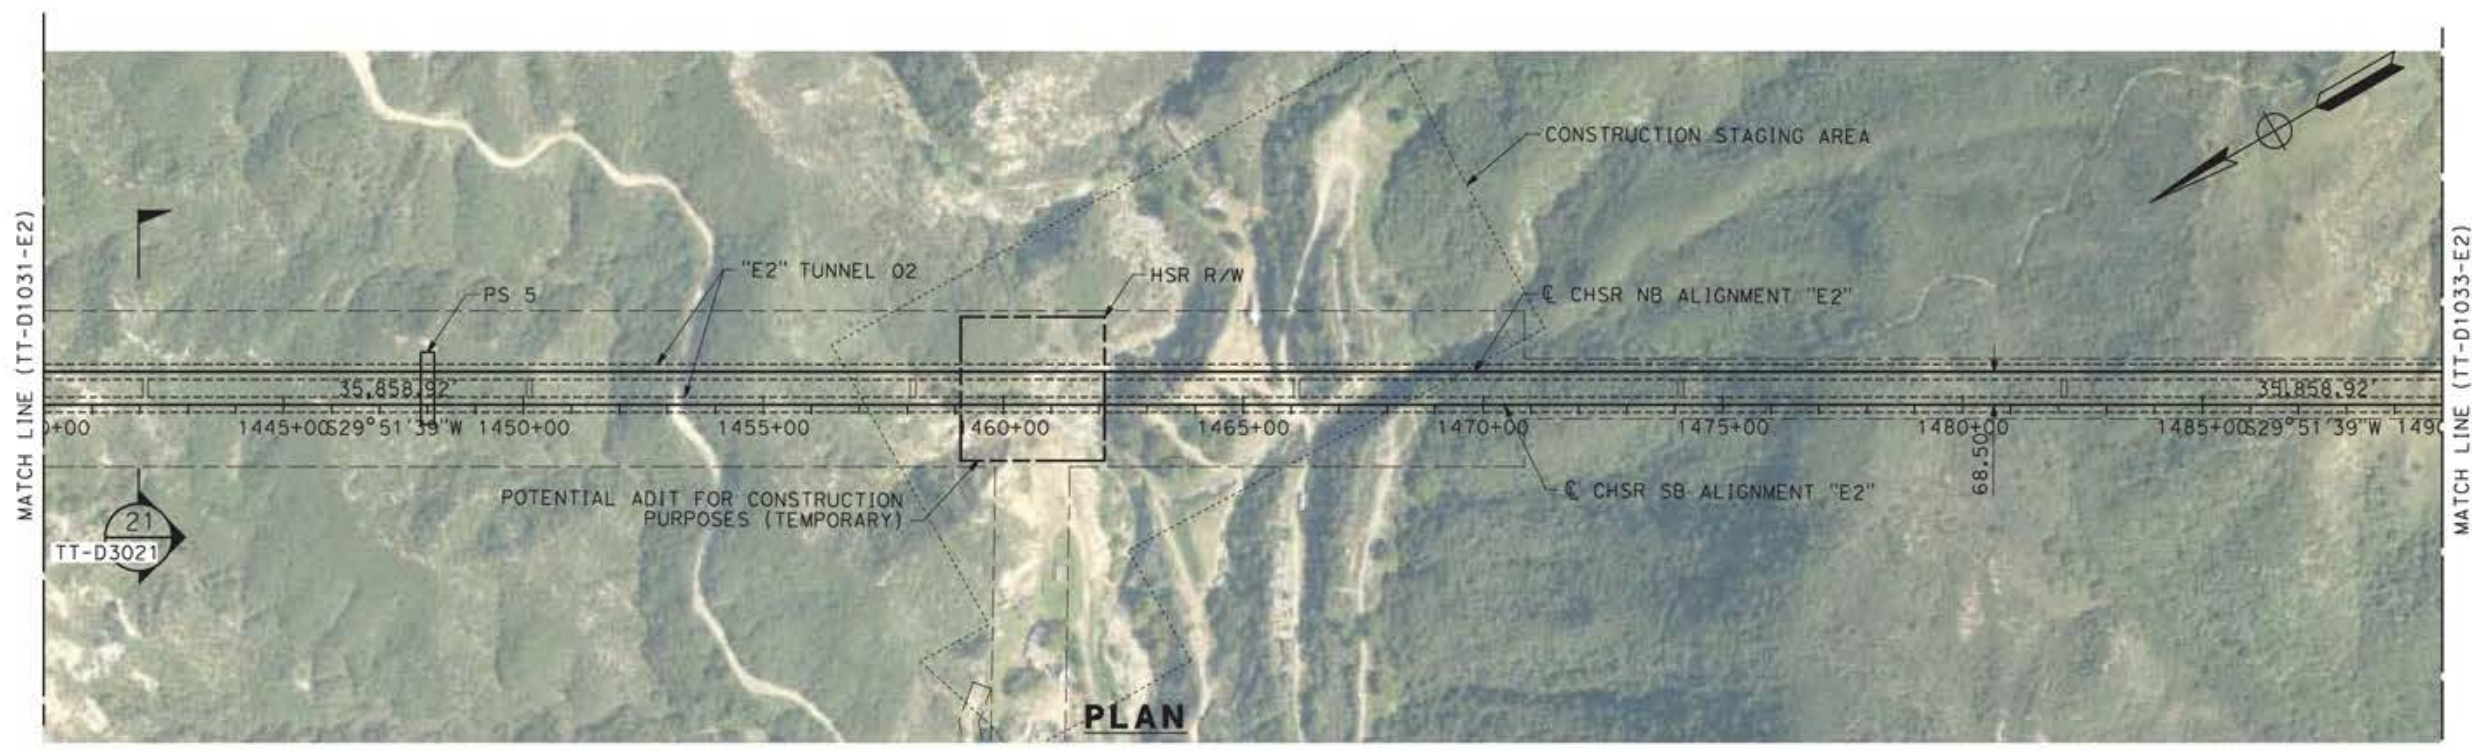 CONSTRUCTION STAGING AREA
"E2" TUNNEL 02
HSR R/W
PS 5
℄ CHSR NB ALIGNMENT "E2"
MATCH LINE (TT-D1031-E2)
MATCH LINE (TT-D1033-E2)
35,858.92'
35,858.92'
0+00 1445+00 S29°51'39"W 1450+00 1455+00 1460+00 1465+00 1470+00 1475+00 1480+00 1485+00 S29°51'39"W 1490
68.50
℄ CHSR SB ALIGNMENT "E2"
POTENTIAL ADIT FOR CONSTRUCTION
PURPOSES (TEMPORARY)
21
TT-D3021
PLAN